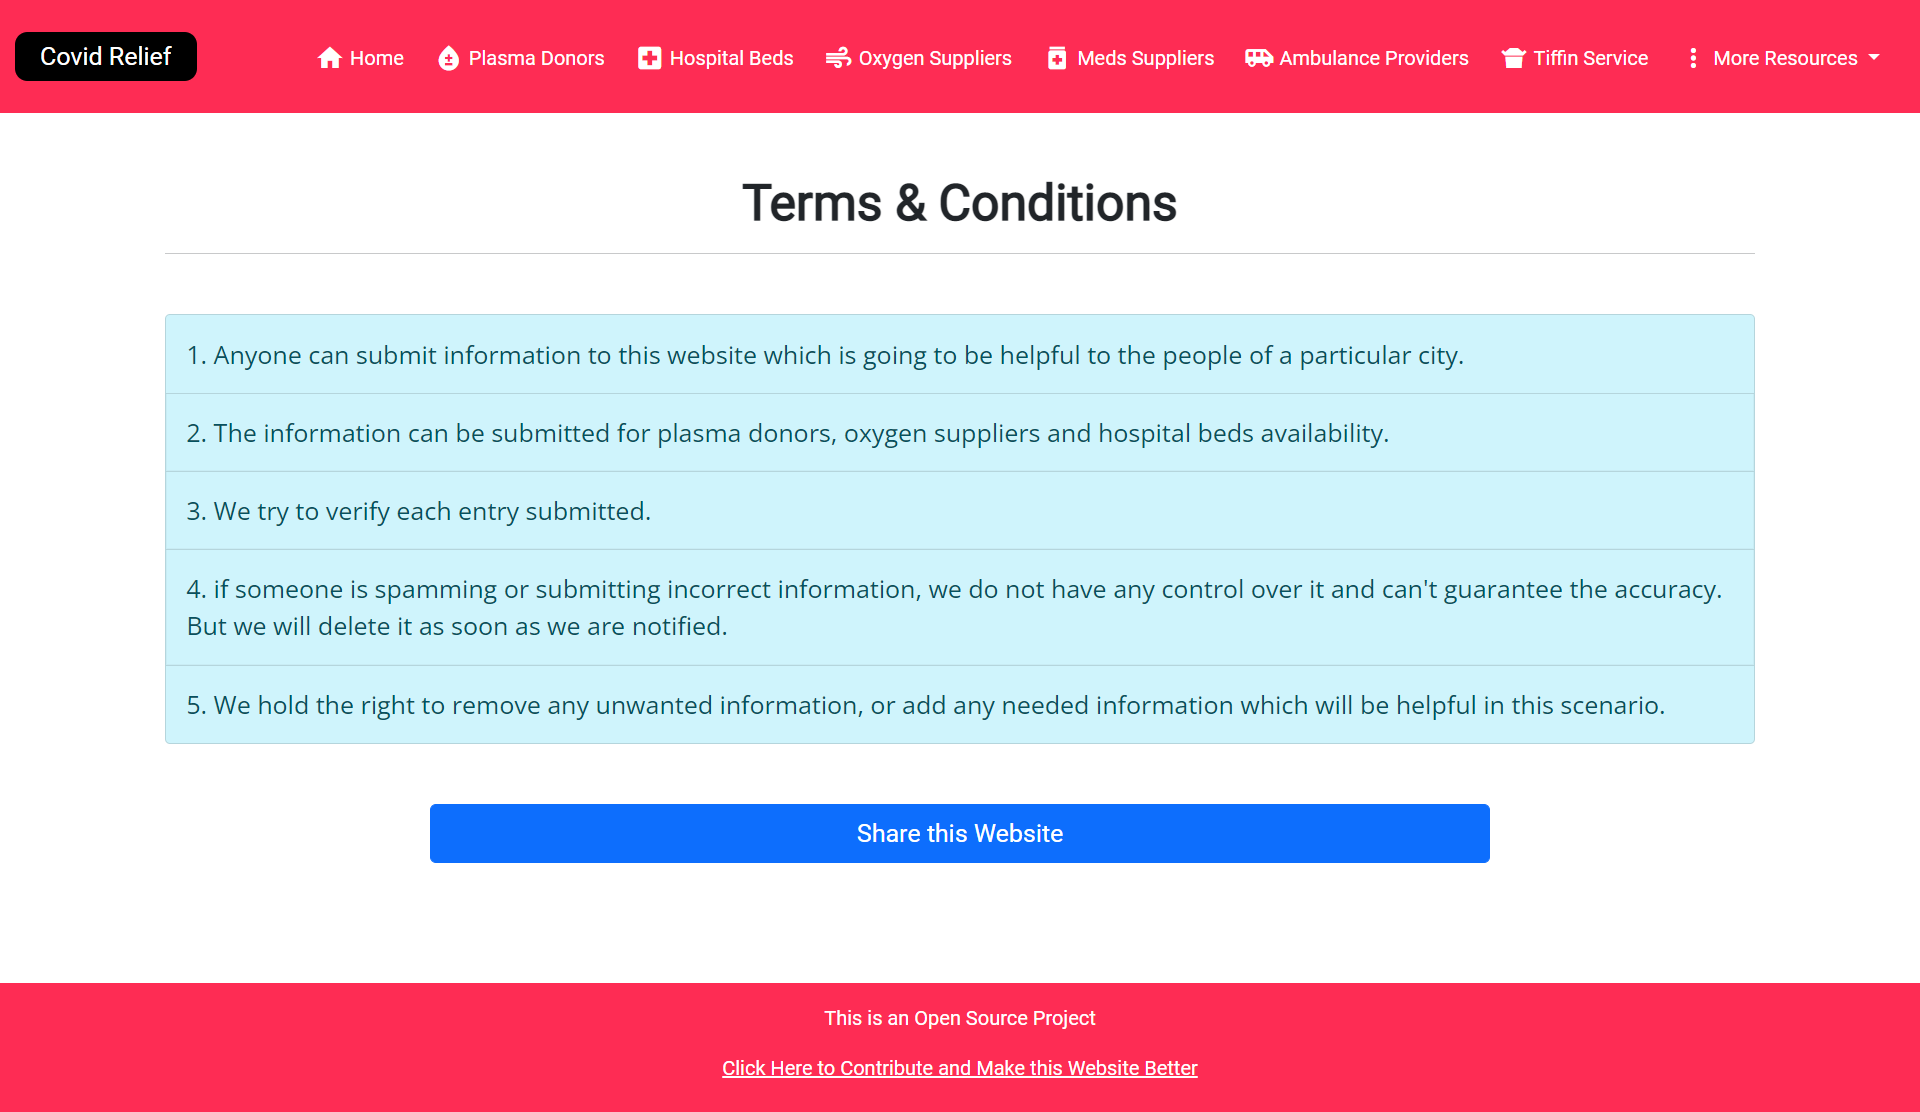 Covid Relief
Home
Plasma Donors
Hospital Beds
Oxygen Suppliers
Meds Suppliers
Ambulance Providers
Tiffin Service
More Resources
Terms & Conditions
1. Anyone can submit information to this website which is going to be helpful to the people of a particular city.
2. The information can be submitted for plasma donors, oxygen suppliers and hospital beds availability.
3. We try to verify each entry submitted.
4. if someone is spamming or submitting incorrect information, we do not have any control over it and can't guarantee the accuracy.
But we will delete it as soon as we are notified.
5. We hold the right to remove any unwanted information, or add any needed information which will be helpful in this scenario.
Share this Website
This is an Open Source Project
Click Here to Contribute and Make this Website Better